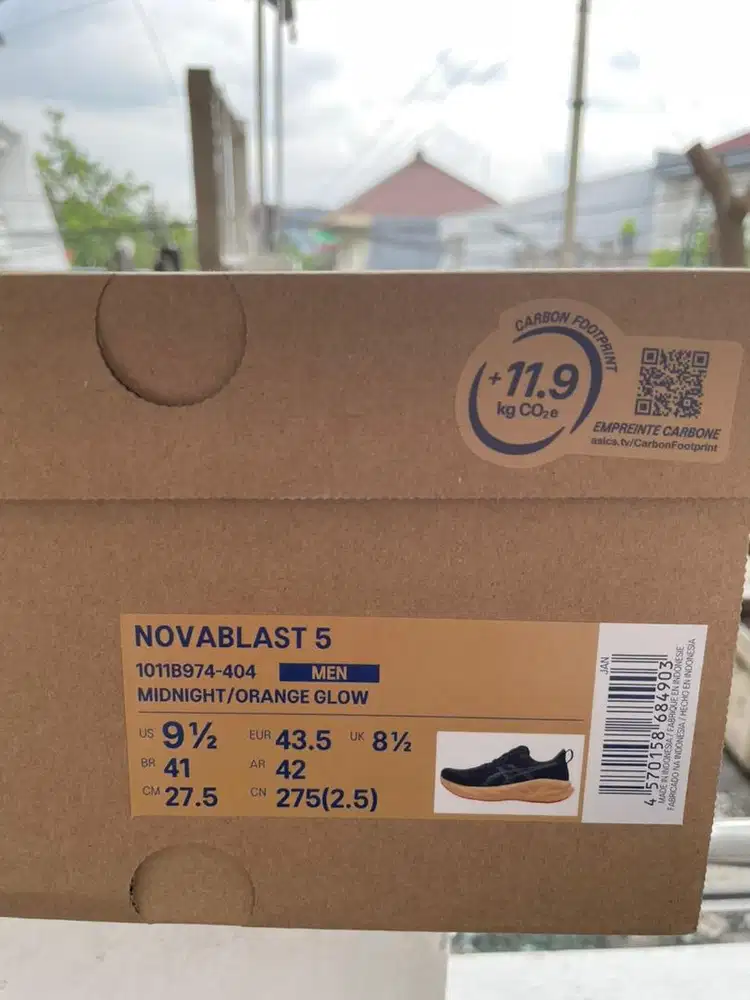 CARBON FOOTPRINT
+11.9
kg CO₂e
EMPREINTE CARBONE
asics.tv/CarbonFootprint
NOVABLAST 5
1011B974-404 MEN
MIDNIGHT/ORANGE GLOW
US 9½ EUR 43.5 UK 8½
BR 41 AR 42
CM 27.5 CN 275(2.5)
JAN
4 570158 684903
MADE IN INDONESIA / FABRIQUÉ EN INDONÉSIE
FABRICADO NA INDONÉSIA / HECHO EN INDONESIA